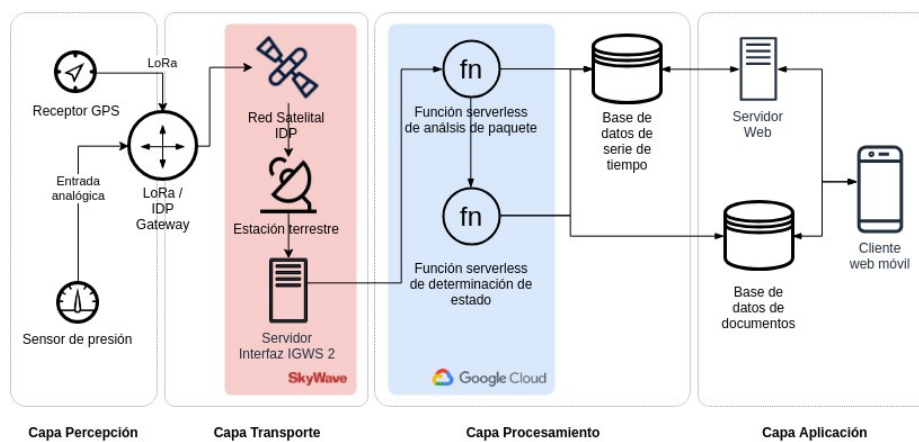 LoRa
Receptor GPS
Entrada
analógica
LoRa /
IDP
Gateway
Sensor de presión
Red Satelital
IDP
Estación terrestre
Servidor
Interfaz IGWS 2
SkyWave
fn
Función serverless
de análsis de paquete
fn
Función serverless
de determinación de
estado
Google Cloud
Base de
datos de
serie de
tiempo
Servidor
Web
Base de
datos de
documentos
Cliente
web móvil
Capa Percepción
Capa Transporte
Capa Procesamiento
Capa Aplicación